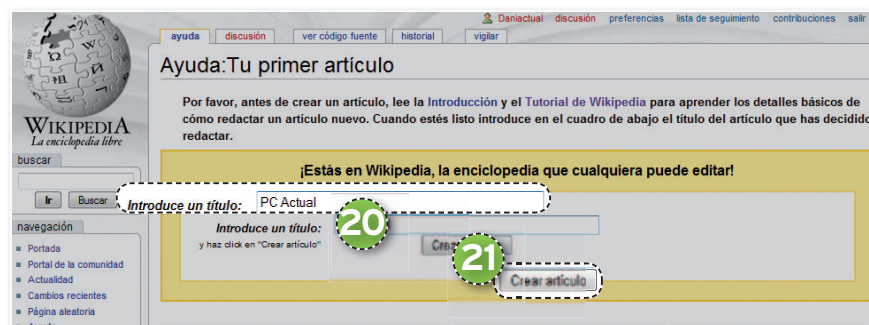 Daniactual discusión preferencias lista de seguimiento contribuciones salir
ayuda discusión ver código fuente historial vigilar
Ayuda:Tu primer artículo
Por favor, antes de crear un artículo, lee la Introducción y el Tutorial de Wikipedia para aprender los detalles básicos de
cómo redactar un artículo nuevo. Cuando estés listo introduce en el cuadro de abajo el título del artículo que has decidido
redactar.
WIKIPEDIA
La enciclopedia libre
buscar
Ir Buscar
navegación
Portada
Portal de la comunidad
Actualidad
Cambios recientes
Página aleatoria
¡Estás en Wikipedia, la enciclopedia que cualquiera puede editar!
Introduce un título: PC Actual
20
Introduce un título:
y haz click en "Crear artículo"
21
Crear artículo